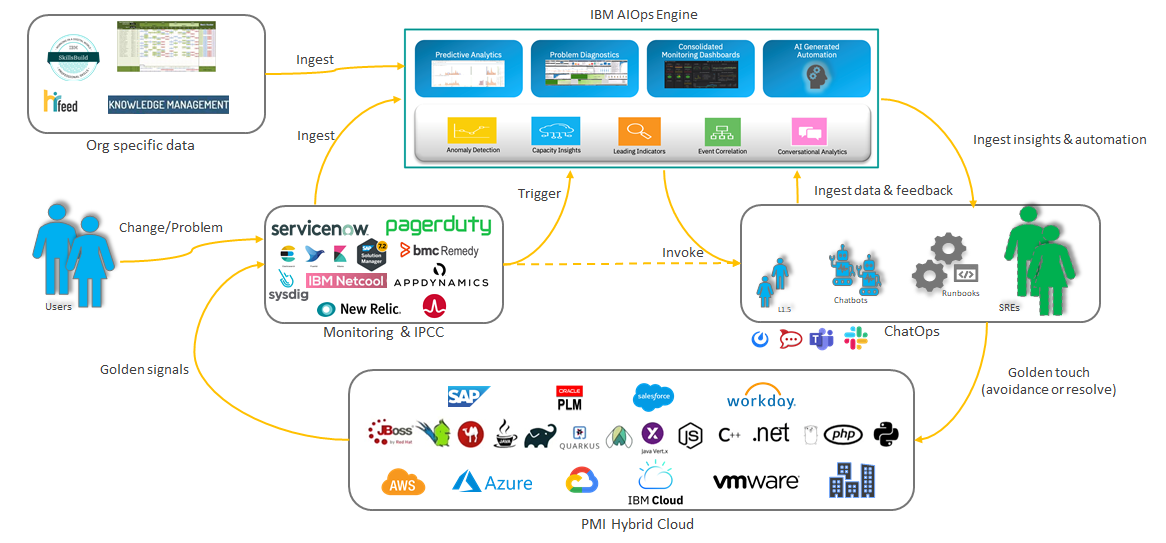 IBM AIOps Engine
IBM
SkillsBuild
hifeed
KNOWLEDGE MANAGEMENT
Org specific data
Ingest
Ingest
Predictive Analytics
Problem Diagnostics
Consolidated
Monitoring Dashboards
AI Generated
Automation
Anomaly Detection
Capacity Insights
Leading Indicators
Event Correlation
Conversational Analytics
Ingest insights & automation
Ingest data & feedback
Trigger
Invoke
Change/Problem
Users
servicenow
pagerduty
SAP
Solution
Manager
7.2
bmc Remedy
sysdig
IBM Netcool
APPDYNAMICS
New Relic.
Monitoring & IPCC
L1.5
Chatbots
Runbooks
SREs
ChatOps
Golden signals
Golden touch
(avoidance or resolve)
SAP
ORACLE
PLM
salesforce
workday.
JBoss
by Red Hat
QUARKUS
Java Vert.x
JS
C++
.net
php
AWS
Azure
IBM Cloud
vmware
PMI Hybrid Cloud